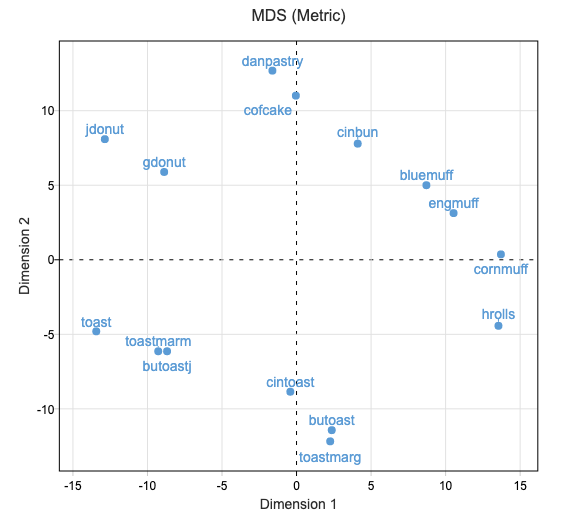 MDS (Metric)
danpastry
cofcake
jdonut
cinbun
gdonut
bluemuff
engmuff
cornmuff
hrolls
toast
toastmarm
butoastj
cintoast
butoast
toastmarg
10
5
0
-5
-10
Dimension 2
-15
-10
-5
0
5
10
15
Dimension 1